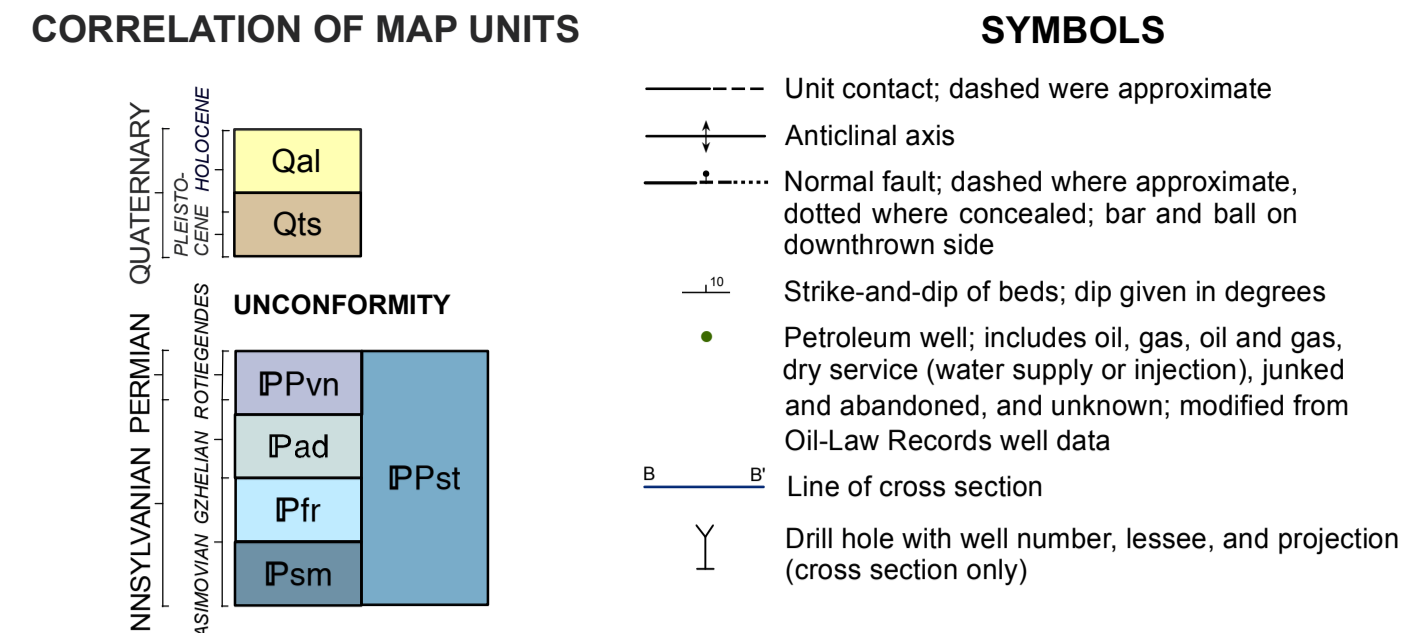 CORRELATION OF MAP UNITS
QUATERNARY
PLEISTO-
CENE
HOLOCENE
Qal
Qts
UNCONFORMITY
NNSYLVANIAN
PERMIAN
ASIMOVIAN
GZHELIAN
ROTIEGENDES
ℙPvn
ℙad
ℙfr
ℙsm
ℙPst
SYMBOLS
Unit contact; dashed were approximate
Anticlinal axis
Normal fault; dashed where approximate,
dotted where concealed; bar and ball on
downthrown side
10
Strike-and-dip of beds; dip given in degrees
Petroleum well; includes oil, gas, oil and gas,
dry service (water supply or injection), junked
and abandoned, and unknown; modified from
Oil-Law Records well data
B B'
Line of cross section
Drill hole with well number, lessee, and projection
(cross section only)